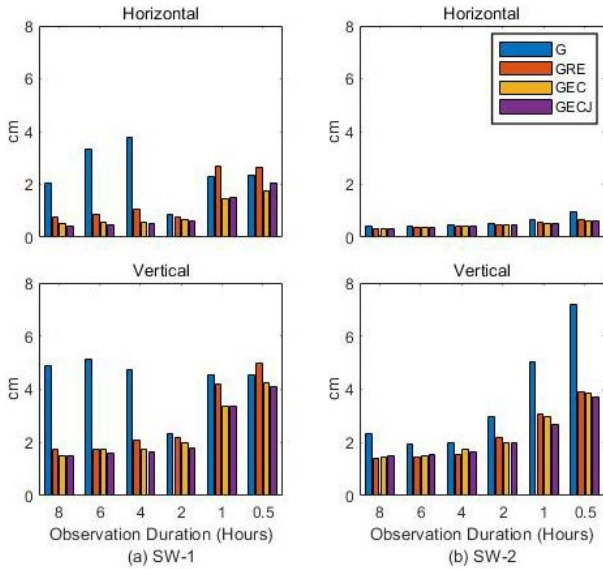 Horizontal
8
6
4
2
0
cm
Horizontal
8
6
4
2
0
cm
G
GRE
GEC
GECJ
Vertical
8
6
4
2
0
cm
8 6 4 2 1 0.5
Observation Duration (Hours)
(a) SW-1
Vertical
8
6
4
2
0
cm
8 6 4 2 1 0.5
Observation Duration (Hours)
(b) SW-2